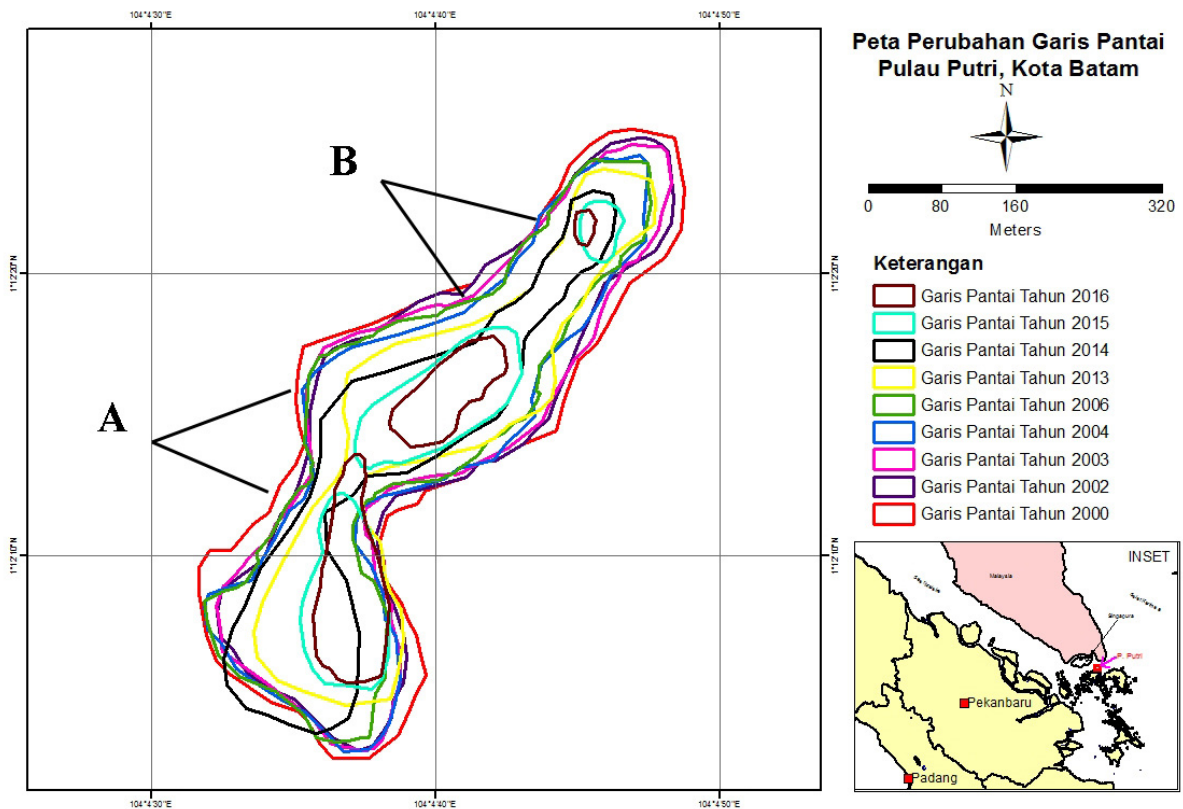 104°4'30"E
104°4'40"E
104°4'50"E
B
A
1°12'20"N
1°12'20"N
1°12'10"N
1°12'10"N
104°4'30"E
104°4'40"E
104°4'50"E
Peta Perubahan Garis Pantai
Pulau Putri, Kota Batam
N
0 80 160 320
Meters
Keterangan
Garis Pantai Tahun 2016
Garis Pantai Tahun 2015
Garis Pantai Tahun 2014
Garis Pantai Tahun 2013
Garis Pantai Tahun 2006
Garis Pantai Tahun 2004
Garis Pantai Tahun 2003
Garis Pantai Tahun 2002
Garis Pantai Tahun 2000
INSET
Malaysia
Singapura
P. Putri
Pekanbaru
Padang